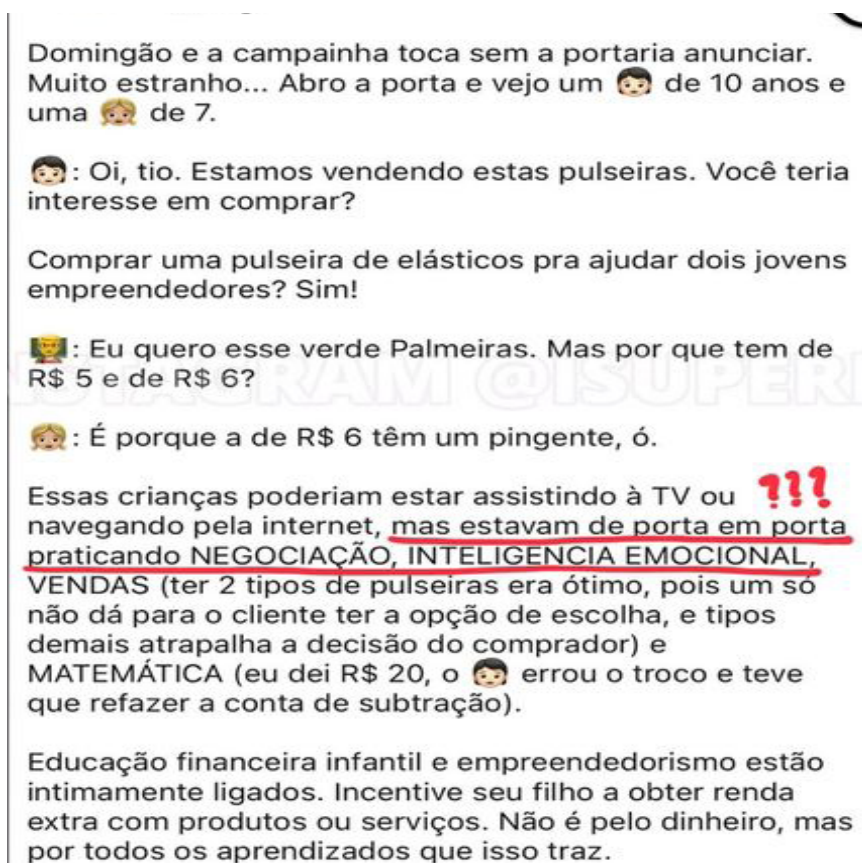 Domingão e a campainha toca sem a portaria anunciar.
Muito estranho... Abro a porta e vejo um 👦🏻 de 10 anos e
uma 👧🏼 de 7.
👦🏻: Oi, tio. Estamos vendendo estas pulseiras. Você teria
interesse em comprar?
Comprar uma pulseira de elásticos pra ajudar dois jovens
empreendedores? Sim!
👨‍🏫: Eu quero esse verde Palmeiras. Mas por que tem de
R$ 5 e de R$ 6?
NSTAGRAM @ISUPERI
👧🏼: É porque a de R$ 6 têm um pingente, ó.
Essas crianças poderiam estar assistindo à TV ou ???
navegando pela internet, mas estavam de porta em porta
praticando NEGOCIAÇÃO, INTELIGENCIA EMOCIONAL,
VENDAS (ter 2 tipos de pulseiras era ótimo, pois um só
não dá para o cliente ter a opção de escolha, e tipos
demais atrapalha a decisão do comprador) e
MATEMÁTICA (eu dei R$ 20, o 👦🏻 errou o troco e teve
que refazer a conta de subtração).
Educação financeira infantil e empreendedorismo estão
intimamente ligados. Incentive seu filho a obter renda
extra com produtos ou serviços. Não é pelo dinheiro, mas
por todos os aprendizados que isso traz.